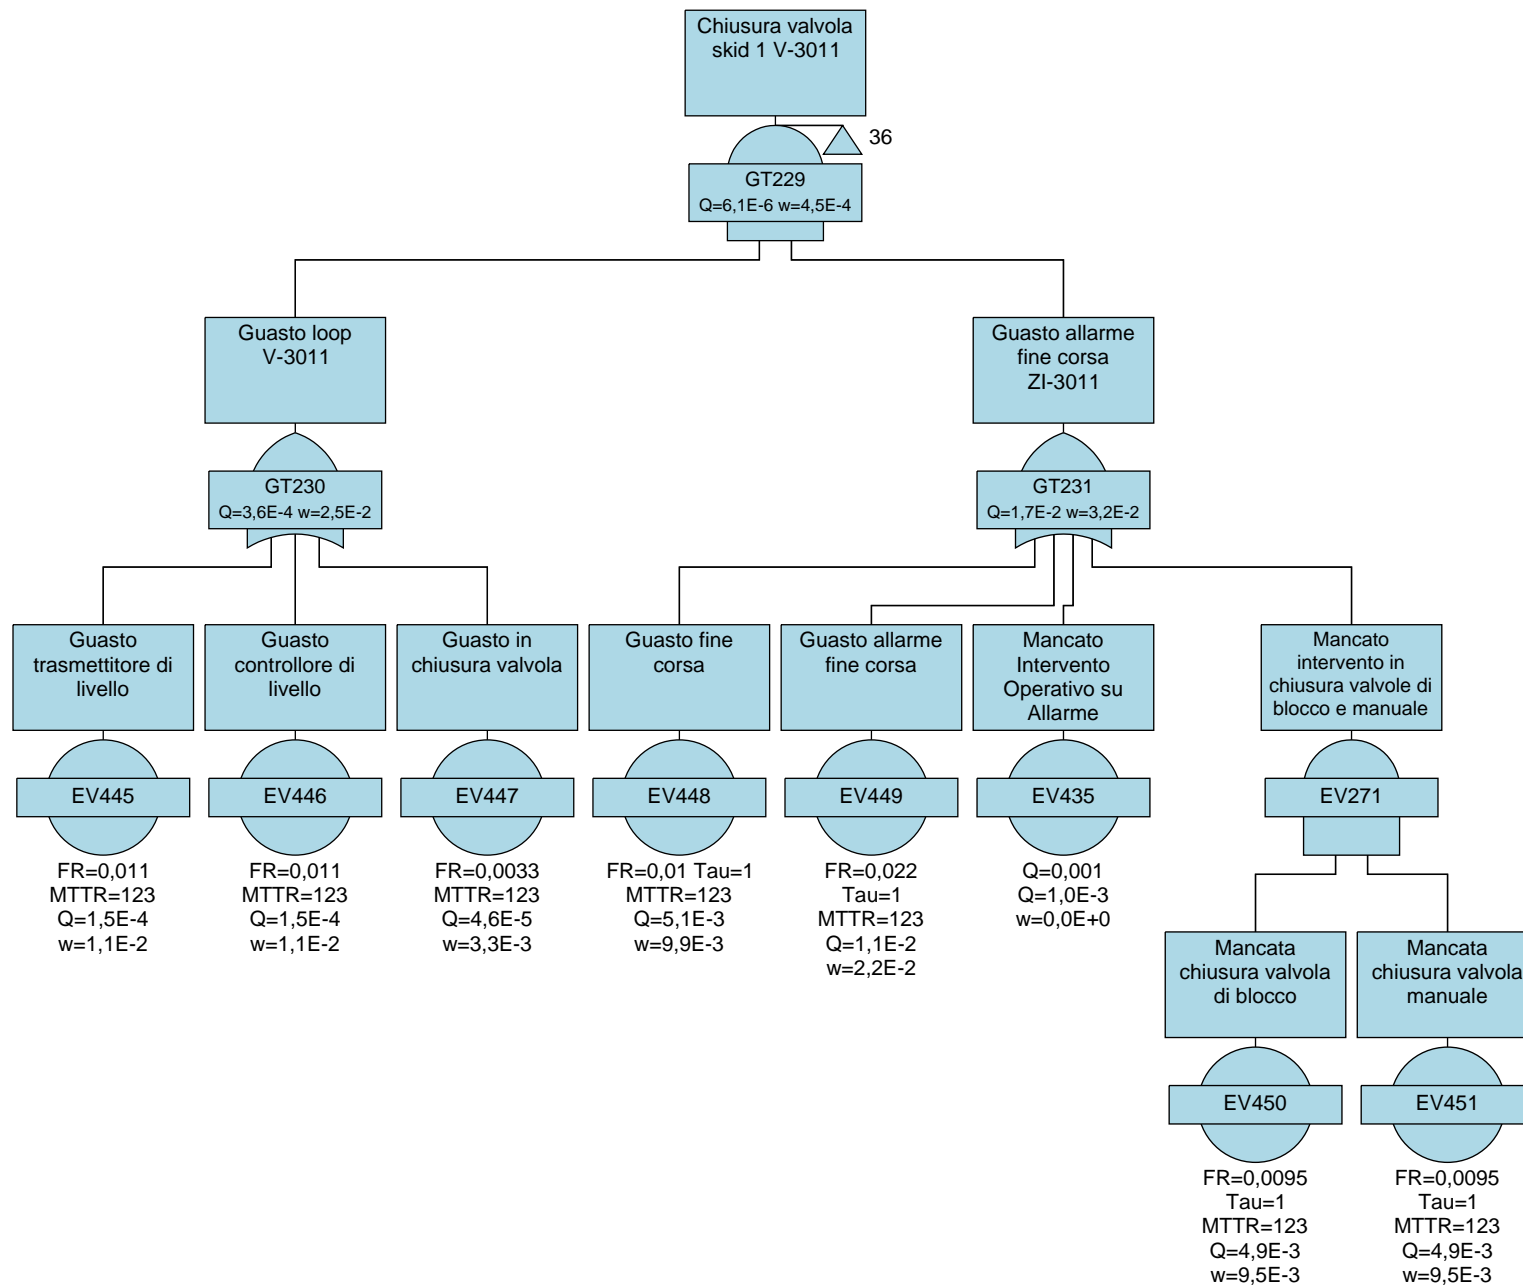 Chiusura valvola
skid 1 V-3011
36
GT229
Q=6,1E-6 w=4,5E-4
Guasto loop
V-3011
GT230
Q=3,6E-4 w=2,5E-2
Guasto allarme
fine corsa
ZI-3011
GT231
Q=1,7E-2 w=3,2E-2
Guasto
trasmettitore di
livello
EV445
FR=0,011
MTTR=123
Q=1,5E-4
w=1,1E-2
Guasto
controllore di
livello
EV446
FR=0,011
MTTR=123
Q=1,5E-4
w=1,1E-2
Guasto in
chiusura valvola
EV447
FR=0,0033
MTTR=123
Q=4,6E-5
w=3,3E-3
Guasto fine
corsa
EV448
FR=0,01 Tau=1
MTTR=123
Q=5,1E-3
w=9,9E-3
Guasto allarme
fine corsa
EV449
FR=0,022
Tau=1
MTTR=123
Q=1,1E-2
w=2,2E-2
Mancato
Intervento
Operativo su
Allarme
EV435
Q=0,001
Q=1,0E-3
w=0,0E+0
Mancato
intervento in
chiusura valvole di
blocco e manuale
EV271
Mancata
chiusura valvola
di blocco
EV450
FR=0,0095
Tau=1
MTTR=123
Q=4,9E-3
w=9,5E-3
Mancata
chiusura valvola
manuale
EV451
FR=0,0095
Tau=1
MTTR=123
Q=4,9E-3
w=9,5E-3